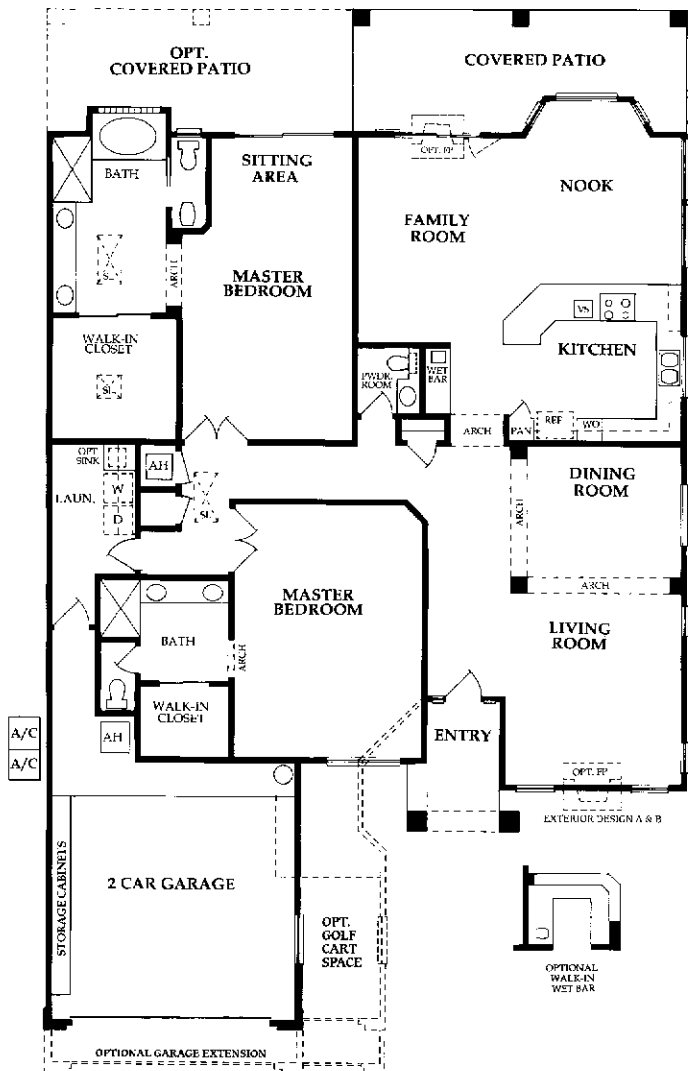 OPT.
COVERED PATIO
COVERED PATIO
OPT. FP
BATH
SITTING
AREA
NOOK
FAMILY
ROOM
SL
ARCH
MASTER
BEDROOM
VS
WALK-IN
CLOSET
SL
PWDR.
ROOM
WET
BAR
KITCHEN
ARCH
PAN
REF
WO
OPT
SINK
AH
W
LAUN.
D
SL
DINING
ROOM
ARCH
ARCH
MASTER
BEDROOM
LIVING
ROOM
BATH
ARCH
WALK-IN
CLOSET
A/C
A/C
AH
ENTRY
OPT. FP
EXTERIOR DESIGN A & B
STORAGE CABINETS
2 CAR GARAGE
OPT.
GOLF
CART
SPACE
OPTIONAL
WALK-IN
WET BAR
OPTIONAL GARAGE EXTENSION